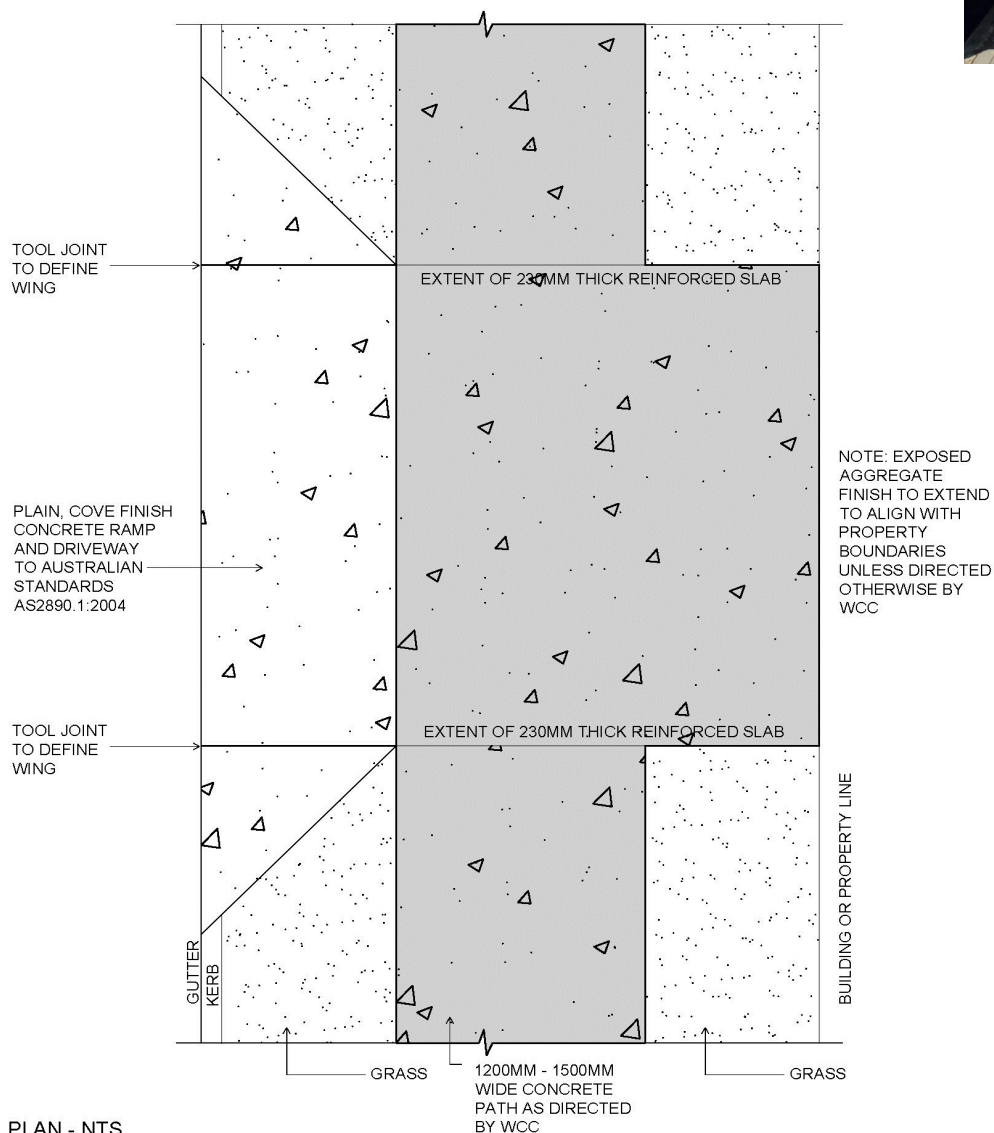 TOOL JOINT
TO DEFINE
WING
EXTENT OF 230MM THICK REINFORCED SLAB
PLAIN, COVE FINISH
CONCRETE RAMP
AND DRIVEWAY
TO AUSTRALIAN
STANDARDS
AS2890.1:2004
NOTE: EXPOSED
AGGREGATE
FINISH TO EXTEND
TO ALIGN WITH
PROPERTY
BOUNDARIES
UNLESS DIRECTED
OTHERWISE BY
WCC
TOOL JOINT
TO DEFINE
WING
EXTENT OF 230MM THICK REINFORCED SLAB
GUTTER
KERB
BUILDING OR PROPERTY LINE
GRASS
1200MM - 1500MM
WIDE CONCRETE
PATH AS DIRECTED
BY WCC
GRASS
PLAN - NTS